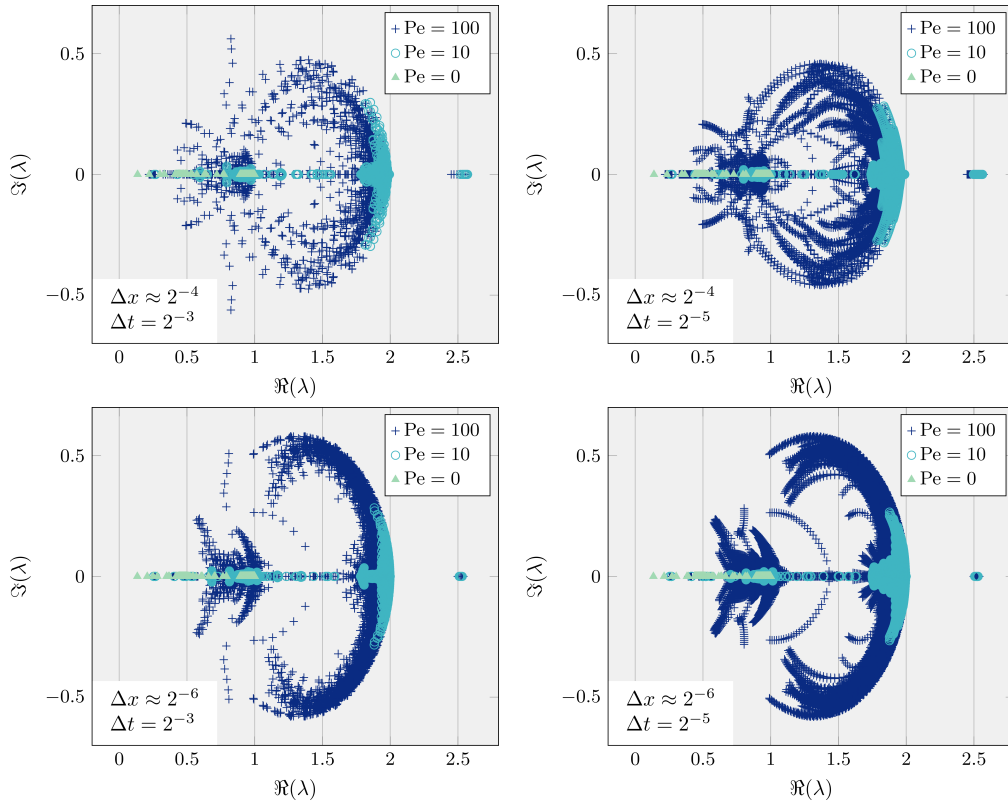 Pe = 100
Pe = 10
Pe = 0
0.5
0
−0.5
ℑ(λ)
Δx ≈ 2⁻⁴
Δt = 2⁻³
0 0.5 1 1.5 2 2.5
ℜ(λ)
Pe = 100
Pe = 10
Pe = 0
0.5
0
−0.5
ℑ(λ)
Δx ≈ 2⁻⁴
Δt = 2⁻⁵
0 0.5 1 1.5 2 2.5
ℜ(λ)
Pe = 100
Pe = 10
Pe = 0
0.5
0
−0.5
ℑ(λ)
Δx ≈ 2⁻⁶
Δt = 2⁻³
0 0.5 1 1.5 2 2.5
ℜ(λ)
Pe = 100
Pe = 10
Pe = 0
0.5
0
−0.5
ℑ(λ)
Δx ≈ 2⁻⁶
Δt = 2⁻⁵
0 0.5 1 1.5 2 2.5
ℜ(λ)